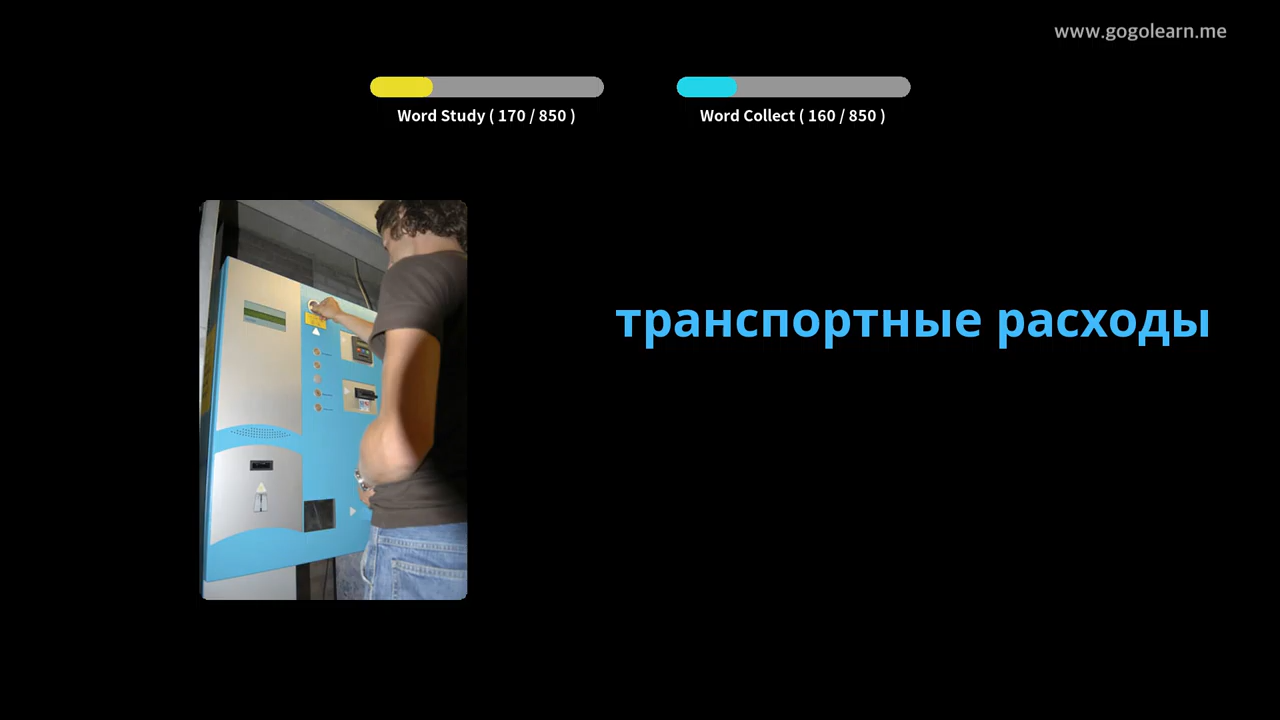 www.gogolearn.me
Word Study ( 170 / 850 )
Word Collect ( 160 / 850 )
транспортные расходы